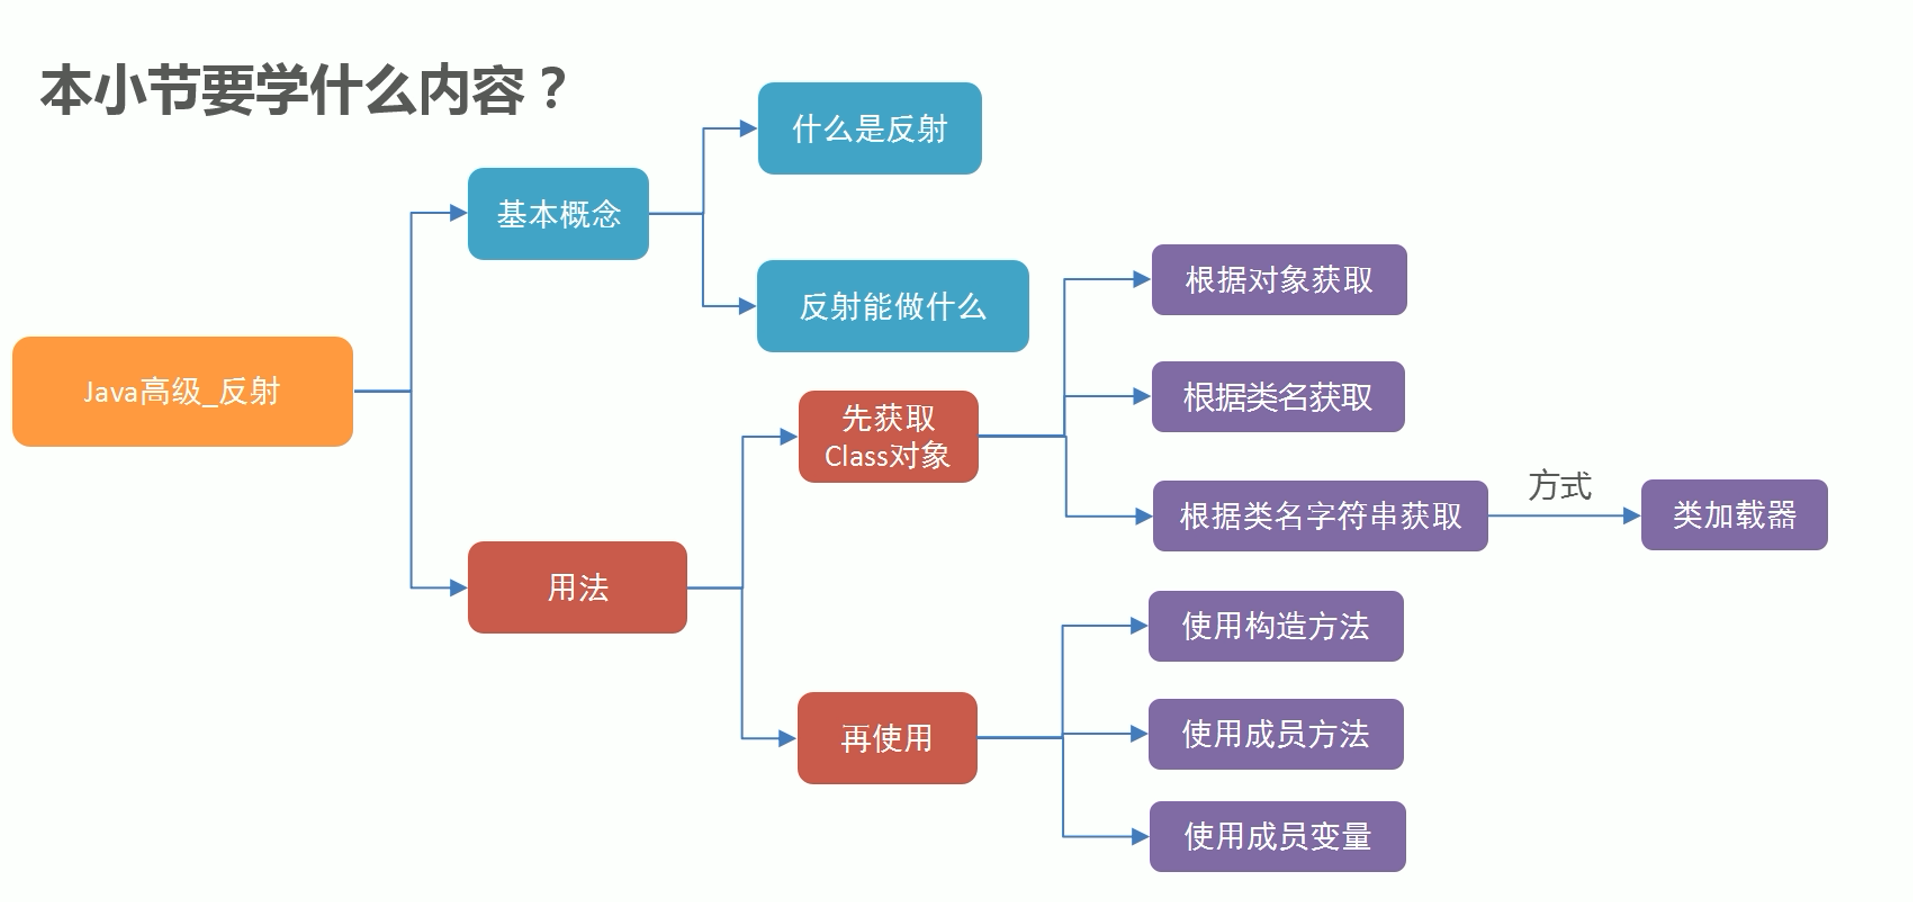 本小节要学什么内容？
什么是反射
基本概念
反射能做什么
根据对象获取
Java高级_反射
先获取
Class对象
根据类名获取
方式
根据类名字符串获取
类加载器
用法
使用构造方法
再使用
使用成员方法
使用成员变量